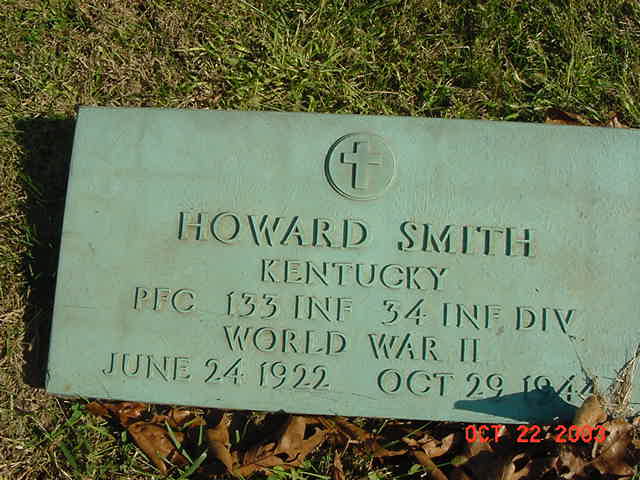 HOWARD SMITH
KENTUCKY
PFC 133 INF 34 INF DIV
WORLD WAR II
JUNE 24 1922 OCT 29 1944
OCT 22 2003